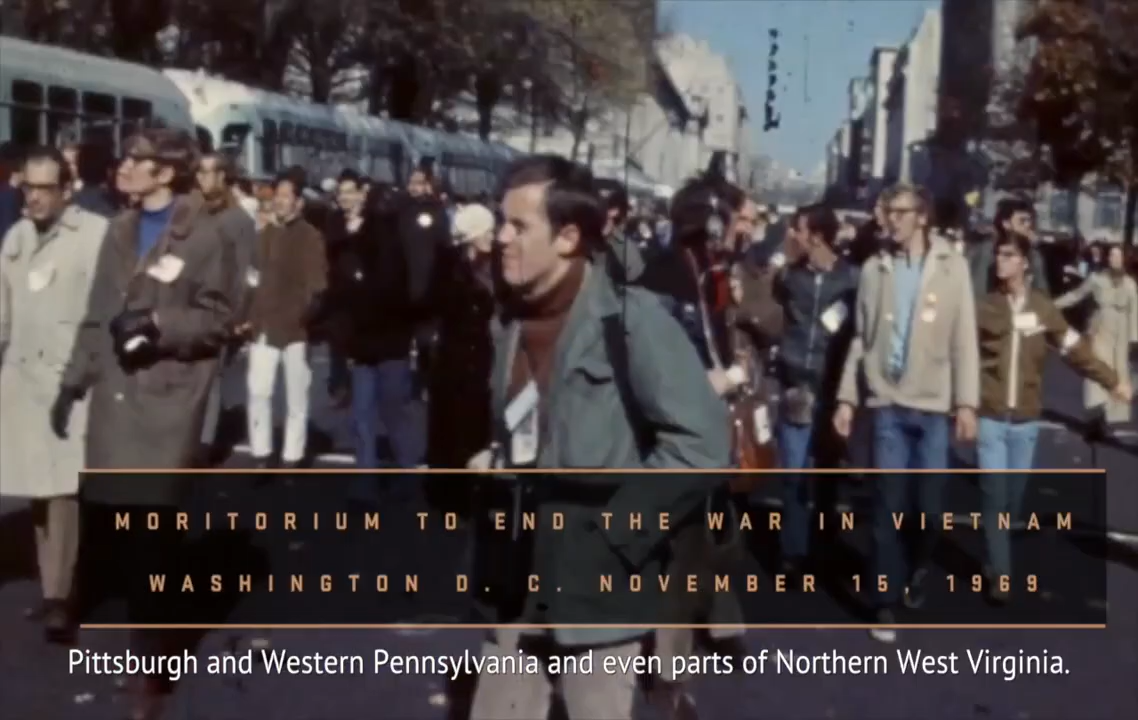 MORITORIUM TO END THE WAR IN VIETNAM
WASHINGTON D. C. NOVEMBER 15, 1969
Pittsburgh and Western Pennsylvania and even parts of Northern West Virginia.